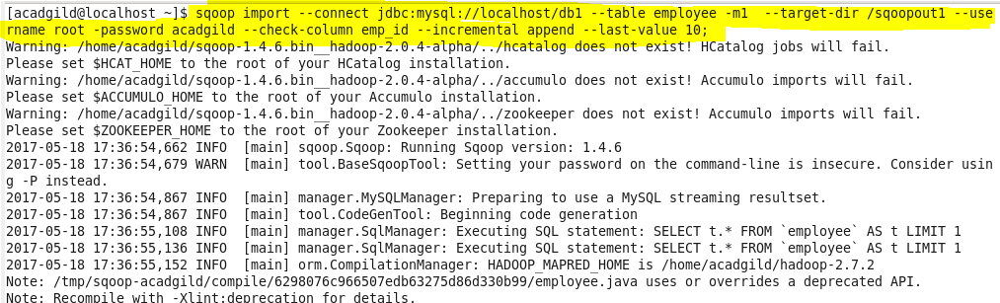 [acadgild@localhost ~]$ sqoop import --connect jdbc:mysql://localhost/db1 --table employee -m1  --target-dir /sqoopout1 --use
rname root -password acadgild --check-column emp_id --incremental append --last-value 10;
Warning: /home/acadgild/sqoop-1.4.6.bin__hadoop-2.0.4-alpha/../hcatalog does not exist! HCatalog jobs will fail.
Please set $HCAT_HOME to the root of your HCatalog installation.
Warning: /home/acadgild/sqoop-1.4.6.bin__hadoop-2.0.4-alpha/../accumulo does not exist! Accumulo imports will fail.
Please set $ACCUMULO_HOME to the root of your Accumulo installation.
Warning: /home/acadgild/sqoop-1.4.6.bin__hadoop-2.0.4-alpha/../zookeeper does not exist! Accumulo imports will fail.
Please set $ZOOKEEPER_HOME to the root of your Zookeeper installation.
2017-05-18 17:36:54,662 INFO  [main] sqoop.Sqoop: Running Sqoop version: 1.4.6
2017-05-18 17:36:54,679 WARN  [main] tool.BaseSqoopTool: Setting your password on the command-line is insecure. Consider usin
g -P instead.
2017-05-18 17:36:54,867 INFO  [main] manager.MySQLManager: Preparing to use a MySQL streaming resultset.
2017-05-18 17:36:54,867 INFO  [main] tool.CodeGenTool: Beginning code generation
2017-05-18 17:36:55,108 INFO  [main] manager.SqlManager: Executing SQL statement: SELECT t.* FROM `employee` AS t LIMIT 1
2017-05-18 17:36:55,136 INFO  [main] manager.SqlManager: Executing SQL statement: SELECT t.* FROM `employee` AS t LIMIT 1
2017-05-18 17:36:55,152 INFO  [main] orm.CompilationManager: HADOOP_MAPRED_HOME is /home/acadgild/hadoop-2.7.2
Note: /tmp/sqoop-acadgild/compile/6298076c966507edb63275d86d330b99/employee.java uses or overrides a deprecated API.
Note: Recompile with -Xlint:deprecation for details.